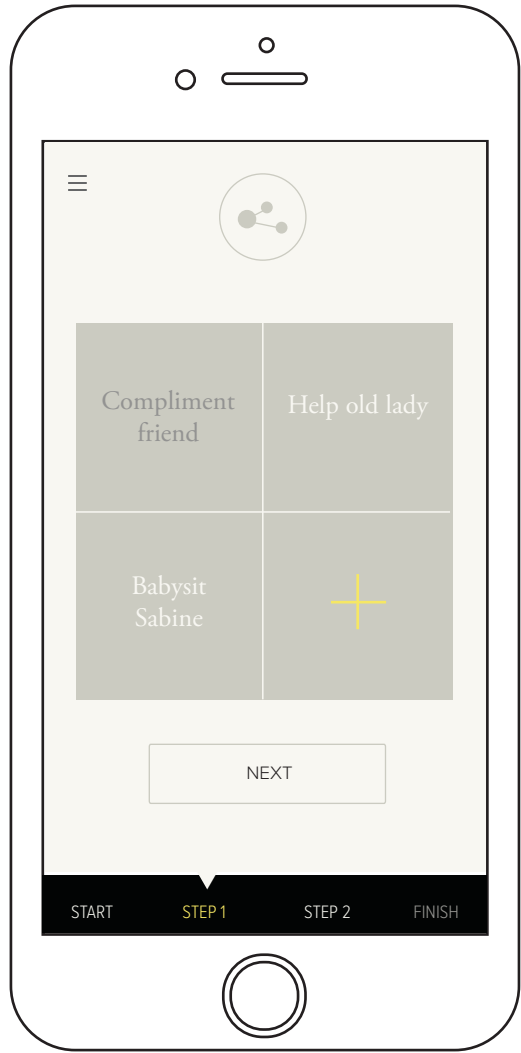 Compliment
friend
Help old lady
Babysit
Sabine
NEXT
START
STEP 1
STEP 2
FINISH